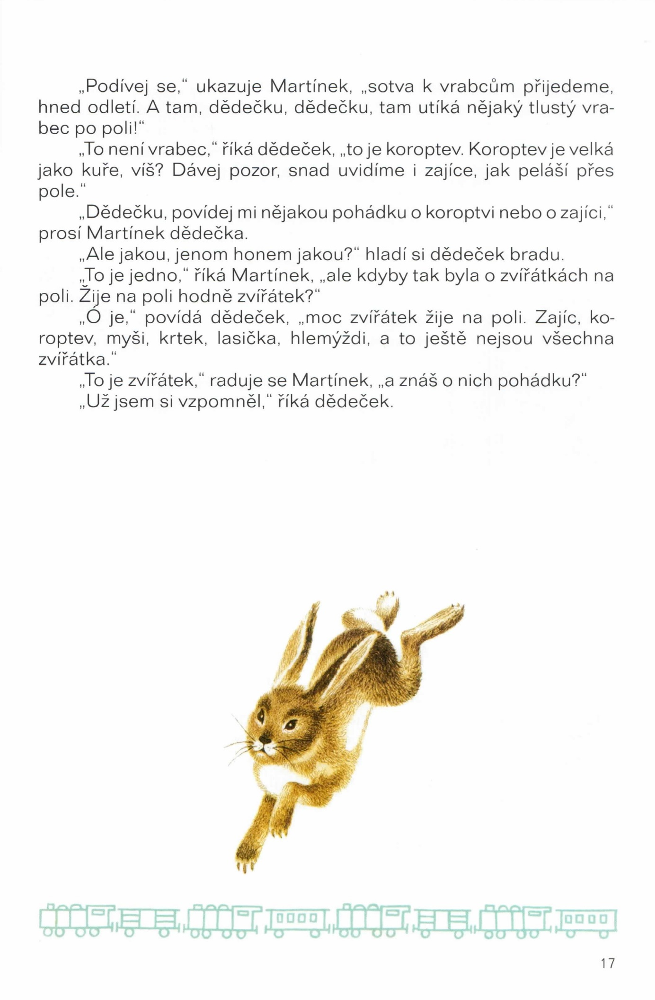 „Podívej se,“ ukazuje Martínek, „sotva k vrabcům přijedeme,
hned odletí. A tam, dědečku, dědečku, tam utíká nějaký tlustý vra-
bec po poli!“
„To není vrabec,“ říká dědeček, „to je koroptev. Koroptev je velká
jako kuře, víš? Dávej pozor, snad uvidíme i zajíce, jak peláší přes
pole.“
„Dědečku, povídej mi nějakou pohádku o koroptvi nebo o zajíci,“
prosí Martínek dědečka.
„Ale jakou, jenom honem jakou?“ hladí si dědeček bradu.
„To je jedno,“ říká Martínek, „ale kdyby tak byla o zvířátkách na
poli. Žije na poli hodně zvířátek?“
„Ó je,“ povídá dědeček, „moc zvířátek žije na poli. Zajíc, ko-
roptev, myši, krtek, lasička, hlemýždi, a to ještě nejsou všechna
zvířátka.“
„To je zvířátek,“ raduje se Martínek, „a znáš o nich pohádku?“
„Už jsem si vzpomněl,“ říká dědeček.
17